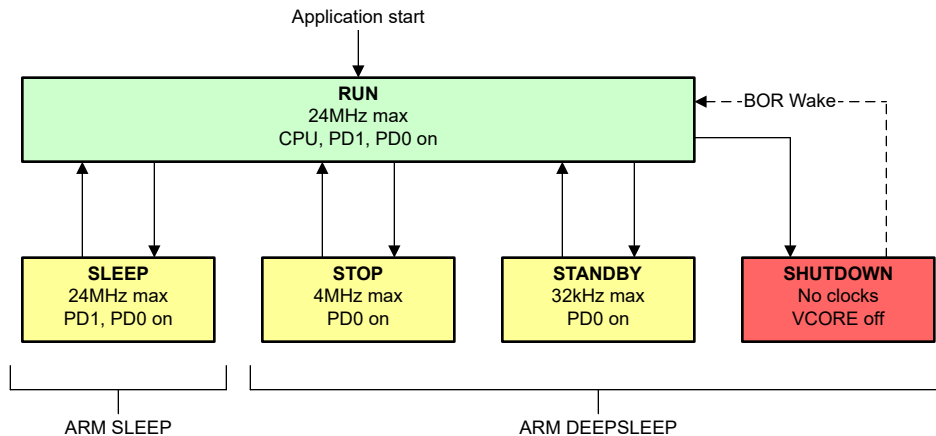 Application start
RUN
24MHz max
CPU, PD1, PD0 on
BOR Wake
SLEEP
24MHz max
PD1, PD0 on
STOP
4MHz max
PD0 on
STANDBY
32kHz max
PD0 on
SHUTDOWN
No clocks
VCORE off
ARM SLEEP
ARM DEEPSLEEP